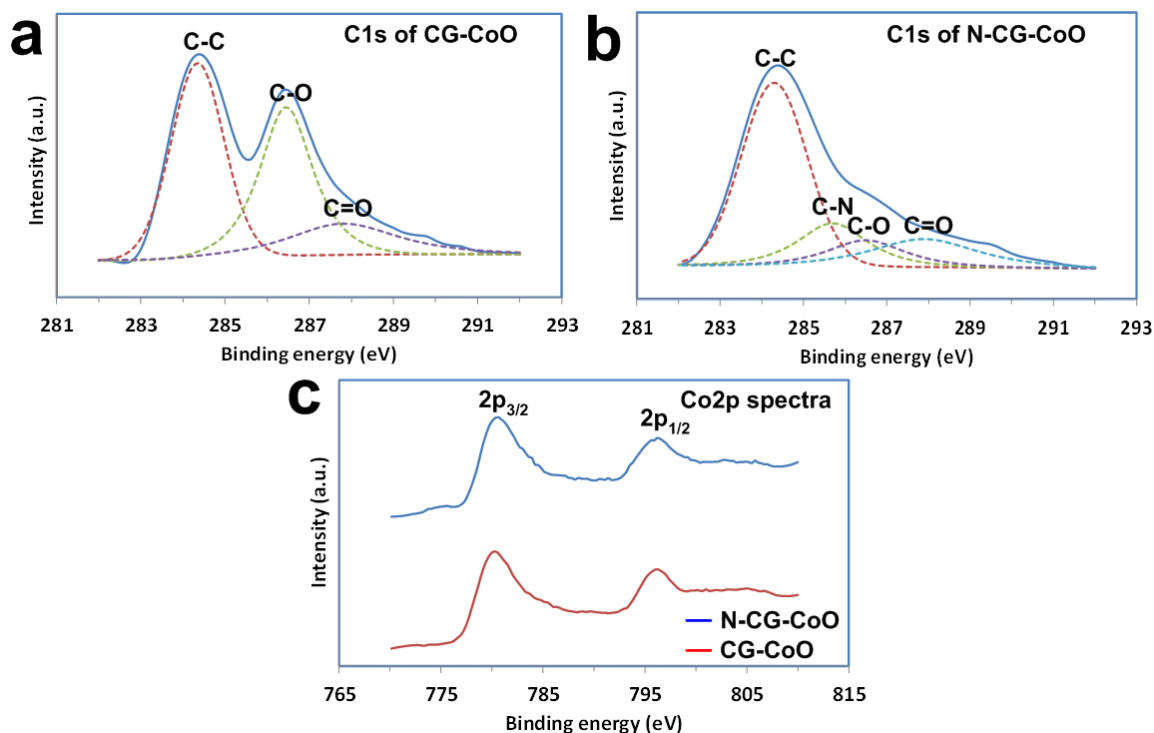 a
C1s of CG-CoO
C-C
C-O
C=O
Intensity (a.u.)
281 283 285 287 289 291 293
Binding energy (eV)
b
C1s of N-CG-CoO
C-C
C-N
C-O
C=O
Intensity (a.u.)
281 283 285 287 289 291 293
Binding energy (eV)
c
Co2p spectra
2p3/2
2p1/2
Intensity (a.u.)
N-CG-CoO
CG-CoO
765 775 785 795 805 815
Binding energy (eV)